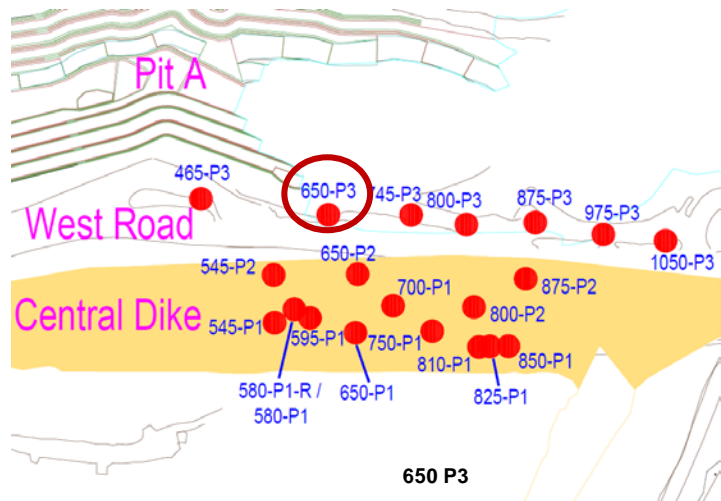 Pit A
465-P3
650-P3
745-P3
800-P3
875-P3
975-P3
1050-P3
West Road
545-P2
650-P2
700-P1
875-P2
800-P2
Central Dike
545-P1
595-P1
750-P1
810-P1
850-P1
580-P1-R /
580-P1
650-P1
825-P1
650 P3